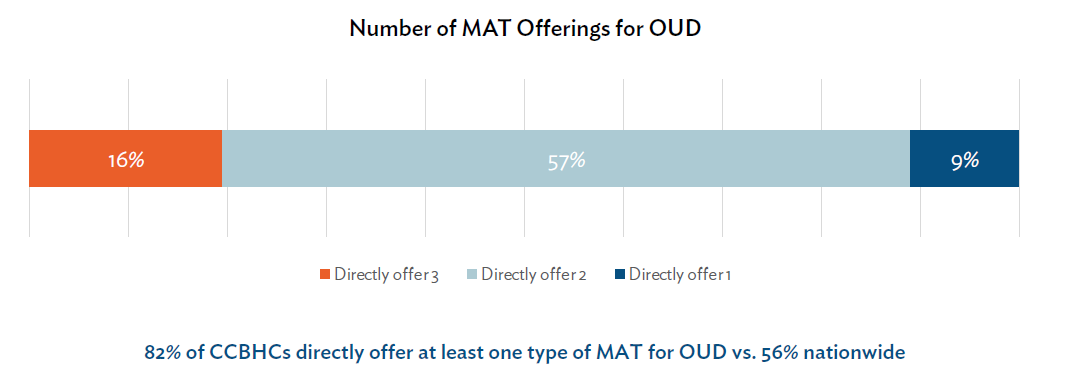 Number of MAT Offerings for OUD
16% 57% 9%
Directly offer 3 Directly offer 2 Directly offer 1
82% of CCBHCs directly offer at least one type of MAT for OUD vs. 56% nationwide